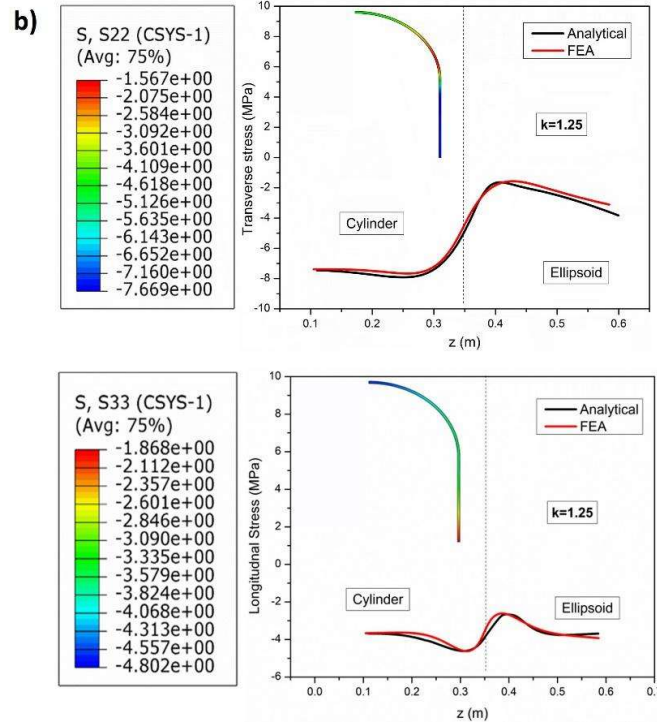 b)
S, S22 (CSYS-1)
(Avg: 75%)
-1.567e+00
-2.075e+00
-2.584e+00
-3.092e+00
-3.601e+00
-4.109e+00
-4.618e+00
-5.126e+00
-5.635e+00
-6.143e+00
-6.652e+00
-7.160e+00
-7.669e+00
Transverse stress (MPa)
10
8
6
4
2
0
-2
-4
-6
-8
-10
Analytical
FEA
k=1.25
Cylinder
Ellipsoid
0.1 0.2 0.3 0.4 0.5 0.6
z (m)
S, S33 (CSYS-1)
(Avg: 75%)
-1.868e+00
-2.112e+00
-2.357e+00
-2.601e+00
-2.846e+00
-3.090e+00
-3.335e+00
-3.579e+00
-3.824e+00
-4.068e+00
-4.313e+00
-4.557e+00
-4.802e+00
Longitudnal Stress (MPa)
10
8
6
4
2
0
-2
-4
-6
Analytical
FEA
k=1.25
Cylinder
Ellipsoid
0.0 0.1 0.2 0.3 0.4 0.5 0.6 0.7
z (m)